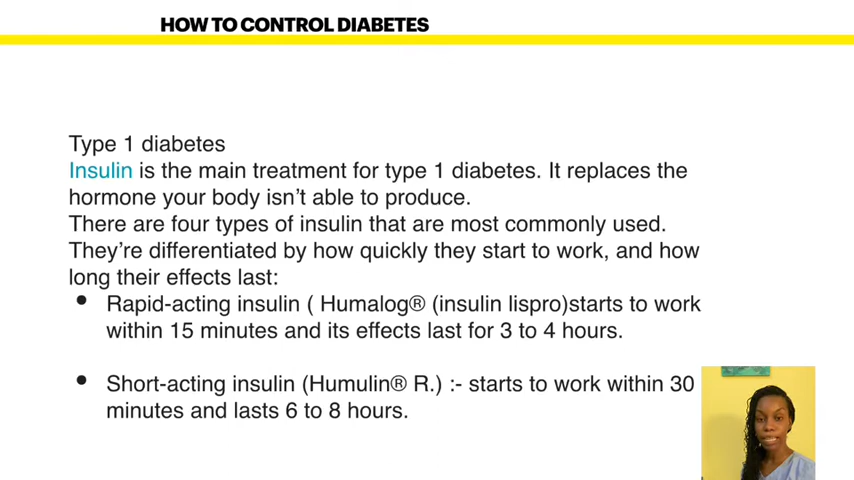 HOW TO CONTROL DIABETES
Type 1 diabetes
Insulin is the main treatment for type 1 diabetes. It replaces the
hormone your body isn't able to produce.
There are four types of insulin that are most commonly used.
They're differentiated by how quickly they start to work, and how
long their effects last:
• Rapid-acting insulin ( Humalog® (insulin lispro)starts to work
within 15 minutes and its effects last for 3 to 4 hours.
• Short-acting insulin (Humulin® R.) :- starts to work within 30
minutes and lasts 6 to 8 hours.